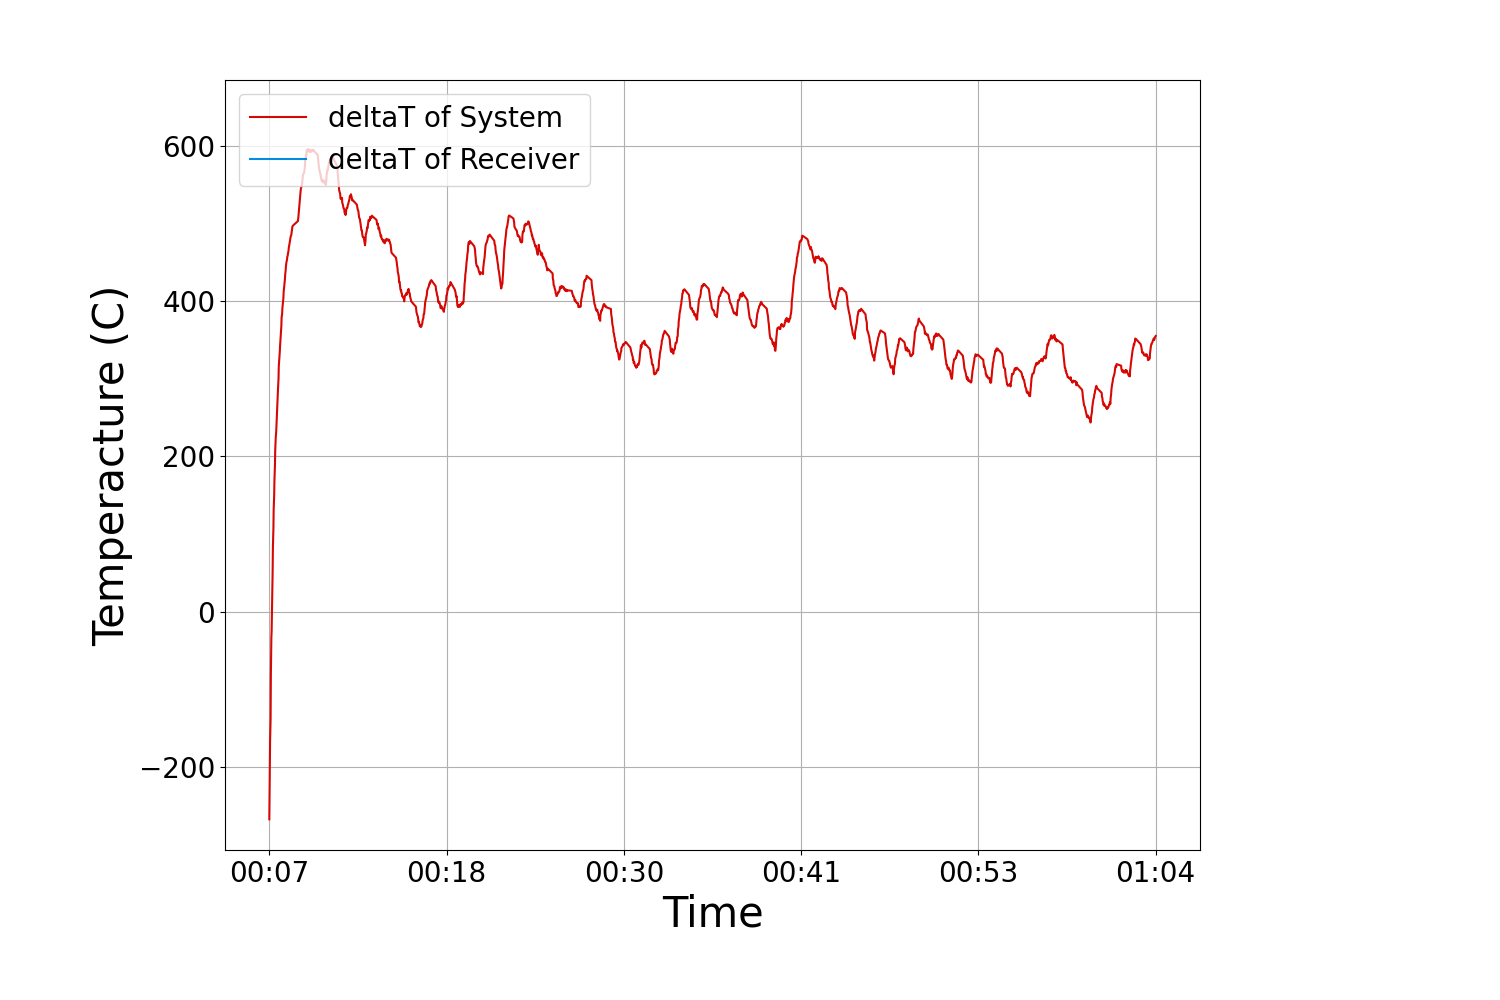 deltaT of System
deltaT of Receiver
600
400
200
0
−200
Temperacture (C)
00:07 00:18 00:30 00:41 00:53 01:04
Time